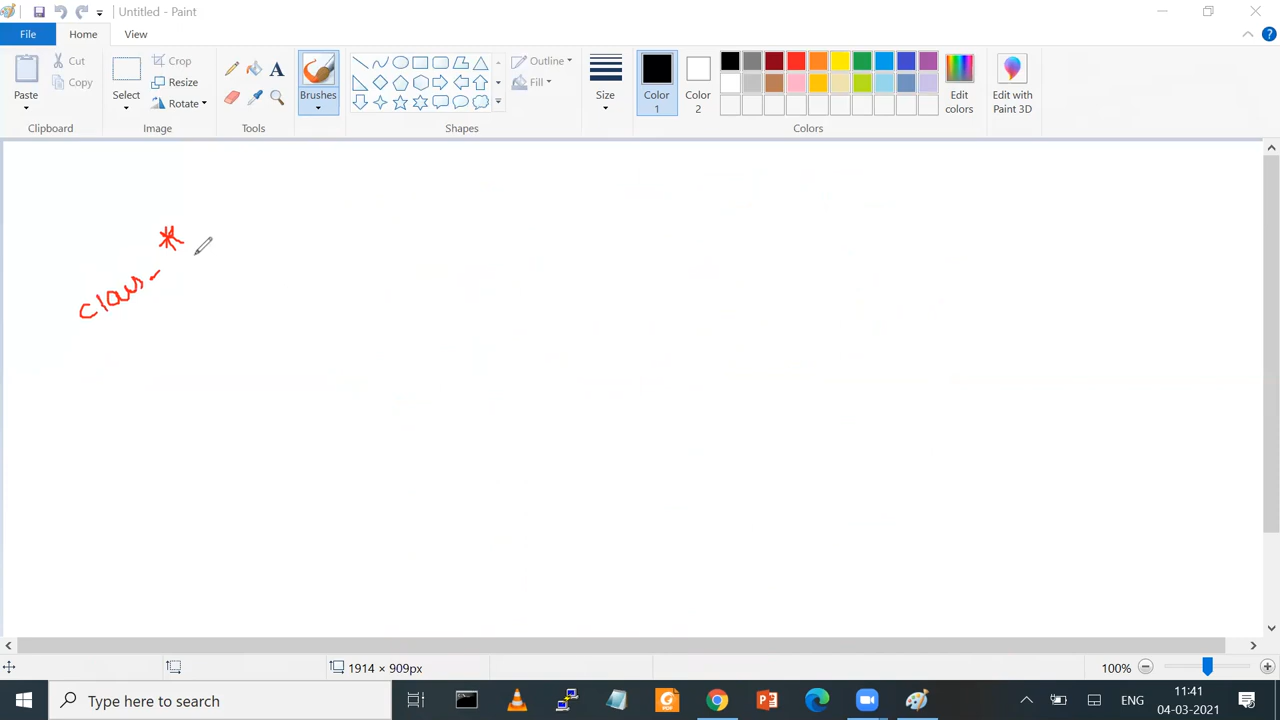 Untitled - Paint
File
Home
View
Paste
Cut
Copy
Clipboard
Select
Crop
Resize
Rotate
Image
A
Tools
Brushes
Outline
Fill
Shapes
Size
Color
1
Color
2
Edit
colors
Colors
Edit with
Paint 3D
*
class-
1914 × 909px
100%
Type here to search
ENG
11:41
04-03-2021